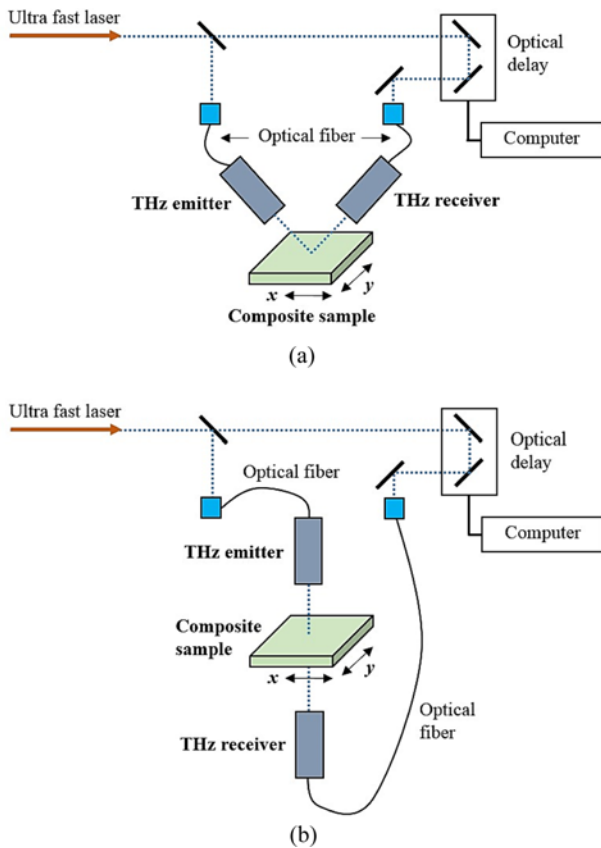 Ultra fast laser
Optical
delay
Optical fiber
Computer
THz emitter
THz receiver
x
y
Composite sample
(a)
Ultra fast laser
Optical
delay
Optical fiber
Computer
THz emitter
Composite
sample
x
y
Optical
fiber
THz receiver
(b)